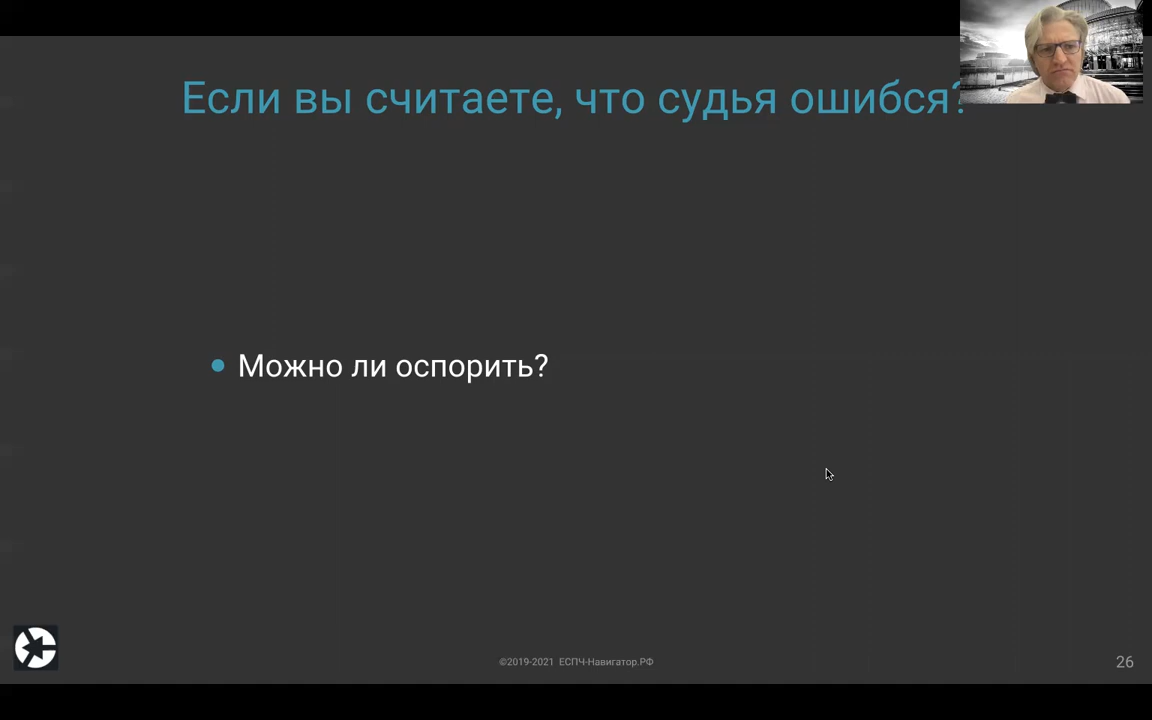 Если вы считаете, что судья ошибся?
Можно ли оспорить?
©2019-2021 ЕСПЧ-Навигатор.РФ
26